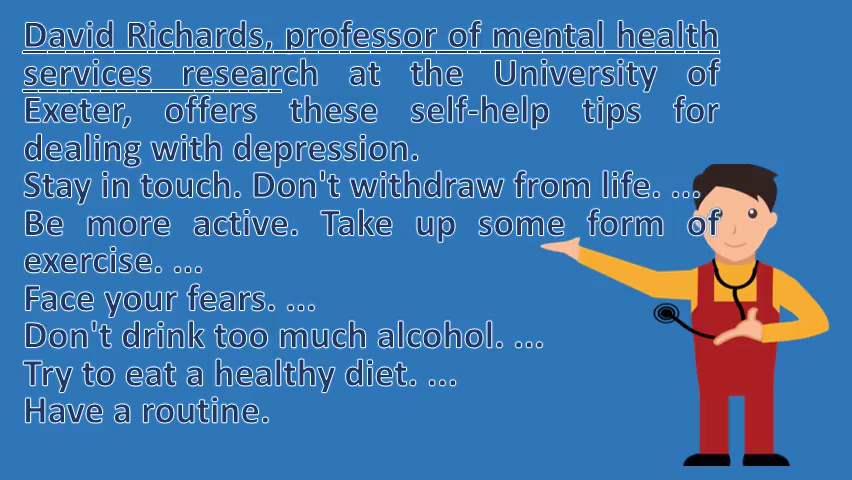 David Richards, professor of mental health
services research at the University of
Exeter, offers these self-help tips for
dealing with depression.
Stay in touch. Don't withdraw from life. ...
Be more active. Take up some form of
exercise. ...
Face your fears. ...
Don't drink too much alcohol. ...
Try to eat a healthy diet. ...
Have a routine.